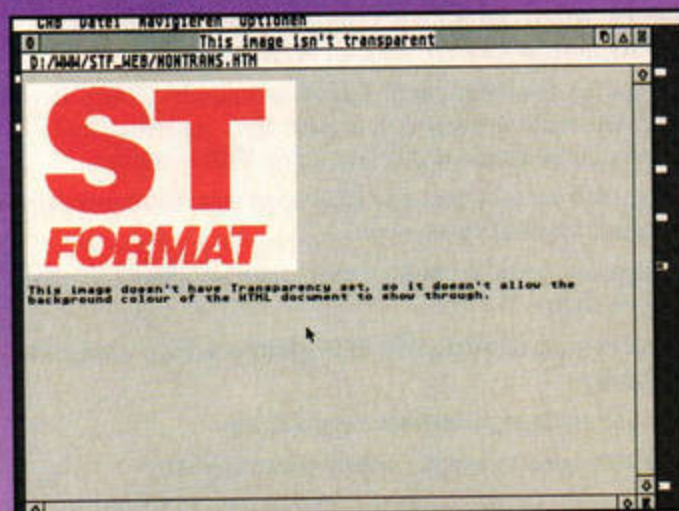 CAB Datei Navigieren Optionen
This image isn't transparent
D:/WWW/STF_WEB/NONTRANS.HTM
ST
FORMAT
This image doesn't have Transparency set, so it doesn't allow the
background colour of the HTML document to show through.